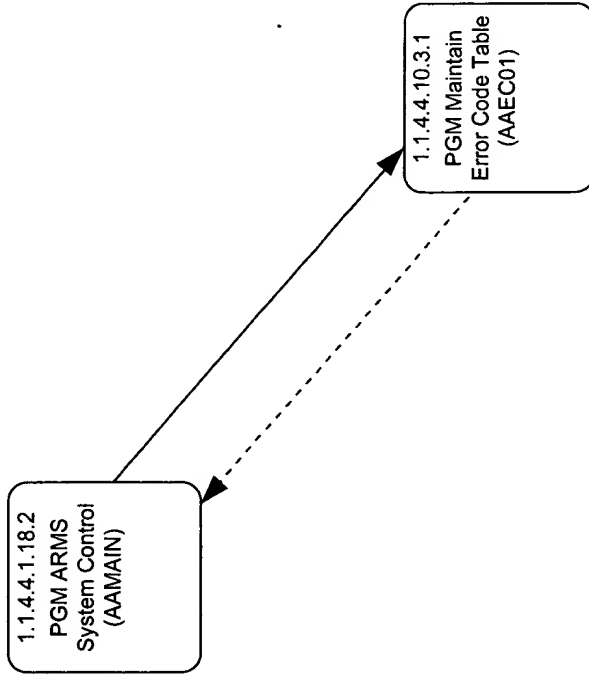 1.1.4.4.1.18.2
PGM ARMS
System Control
(AAMAIN)
1.1.4.4.10.3.1
PGM Maintain
Error Code Table
(AAEC01)